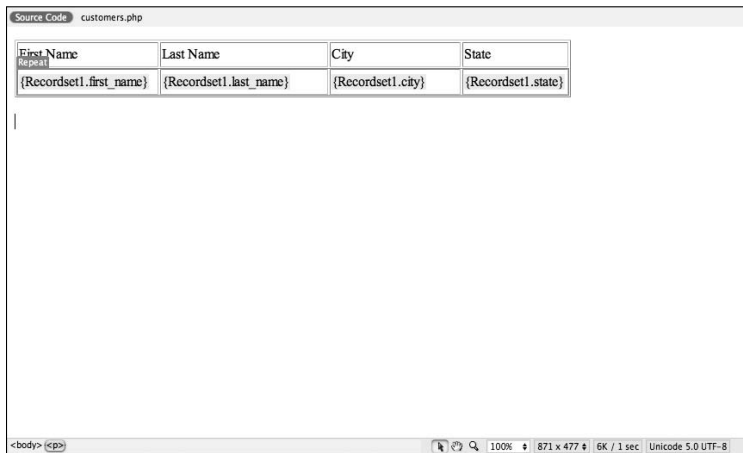 Source Code customers.php
First Name Last Name City State
Repeat
{Recordset1.first_name} {Recordset1.last_name} {Recordset1.city} {Recordset1.state}
<body> <p> 100% 871 x 477 6K / 1 sec Unicode 5.0 UTF-8